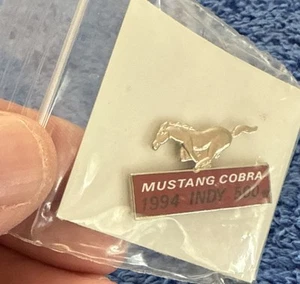 MUSTANG COBRA
1994 INDY 500